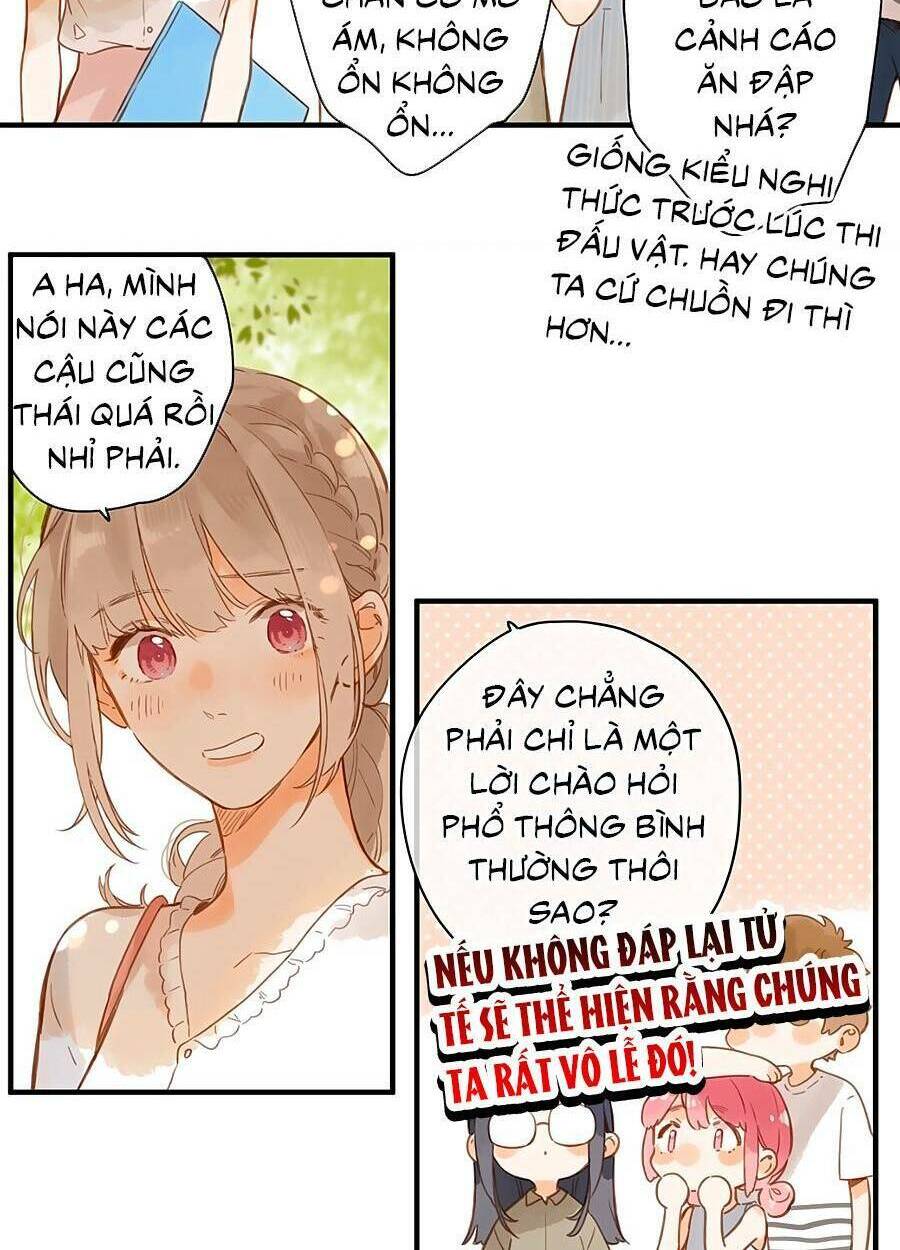 ÁM, KHÔNG
ỔN KHÔNG
ỔN...
CẢNH CÁO
ĂN ĐẬP
NHÁ?
GIỐNG KIỂU NGHI
THỨC TRƯỚC LÚC THI
ĐẤU VẬT. HAY CHÚNG
TA CỨ CHUỒN ĐI THÌ
HƠN...
A HA, MÌNH
NÓI NÀY CÁC
CẬU CŨNG
THÁI QUÁ RỒI
NHỈ PHẢI.
ĐÂY CHẲNG
PHẢI CHỈ LÀ MỘT
LỜI CHÀO HỎI
PHỔ THÔNG BÌNH
THƯỜNG THÔI
SAO?
NẾU KHÔNG ĐÁP LẠI TỬ
TẾ SẼ THỂ HIỆN RẰNG CHÚNG
TA RẤT VÔ LỄ ĐÓ!